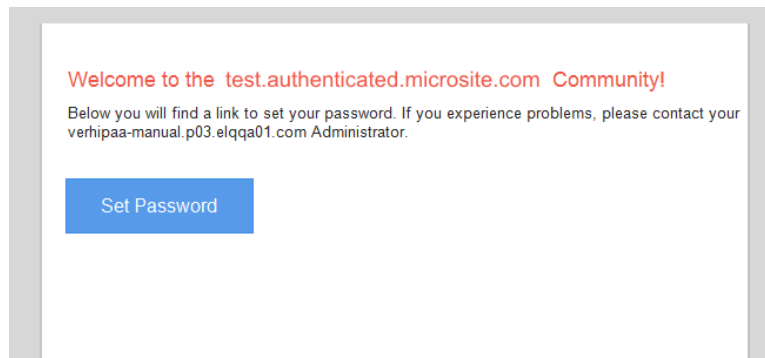 Welcome to the test.authenticated.microsite.com Community!
Below you will find a link to set your password. If you experience problems, please contact your
verhipaa-manual.p03.elqqa01.com Administrator.
Set Password